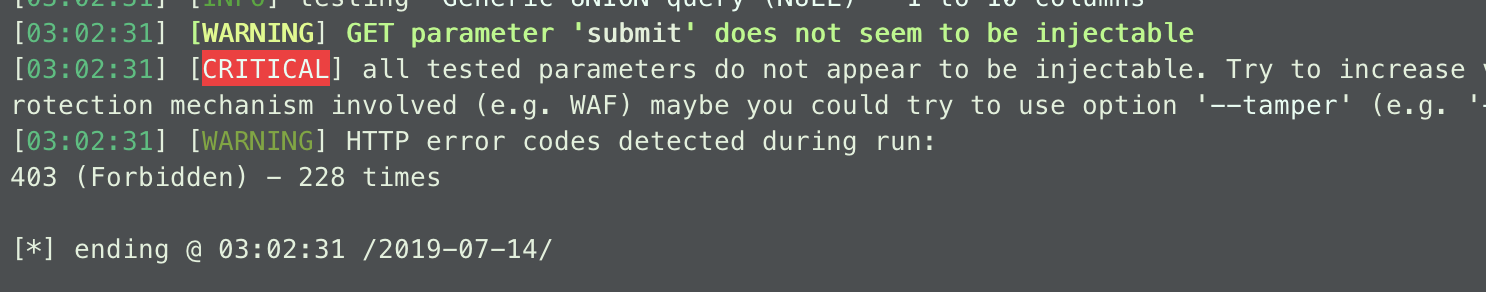 [03:02:31] [INFO] testing 'Generic UNION query (NULL) - 1 to 10 columns'
[03:02:31] [WARNING] GET parameter 'submit' does not seem to be injectable
[03:02:31] [CRITICAL] all tested parameters do not appear to be injectable. Try to increase
rotection mechanism involved (e.g. WAF) maybe you could try to use option '--tamper' (e.g. '-
[03:02:31] [WARNING] HTTP error codes detected during run:
403 (Forbidden) - 228 times
[*] ending @ 03:02:31 /2019-07-14/